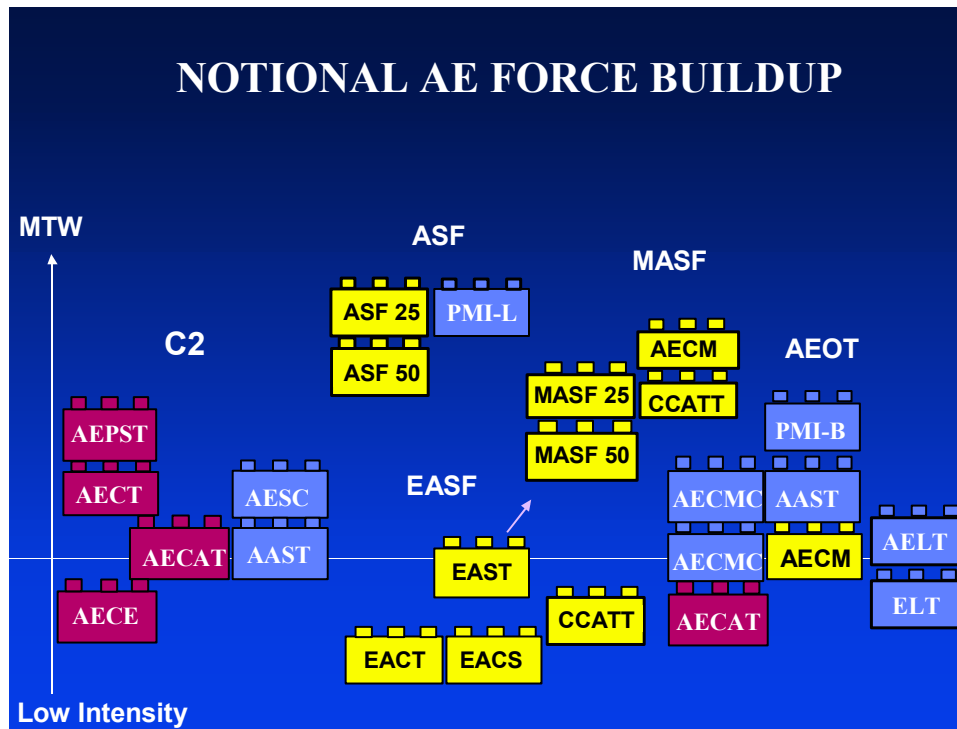 NOTIONAL AE FORCE BUILDUP
MTW
ASF
MASF
ASF 25
PMI-L
C2
AECM
AEOT
ASF 50
MASF 25
CCATT
AEPST
PMI-B
MASF 50
AECT
AESC
EASF
AECMC
AAST
AECAT
AAST
EAST
AECMC
AECM
AELT
AECE
CCATT
AECAT
ELT
EACT
EACS
Low Intensity